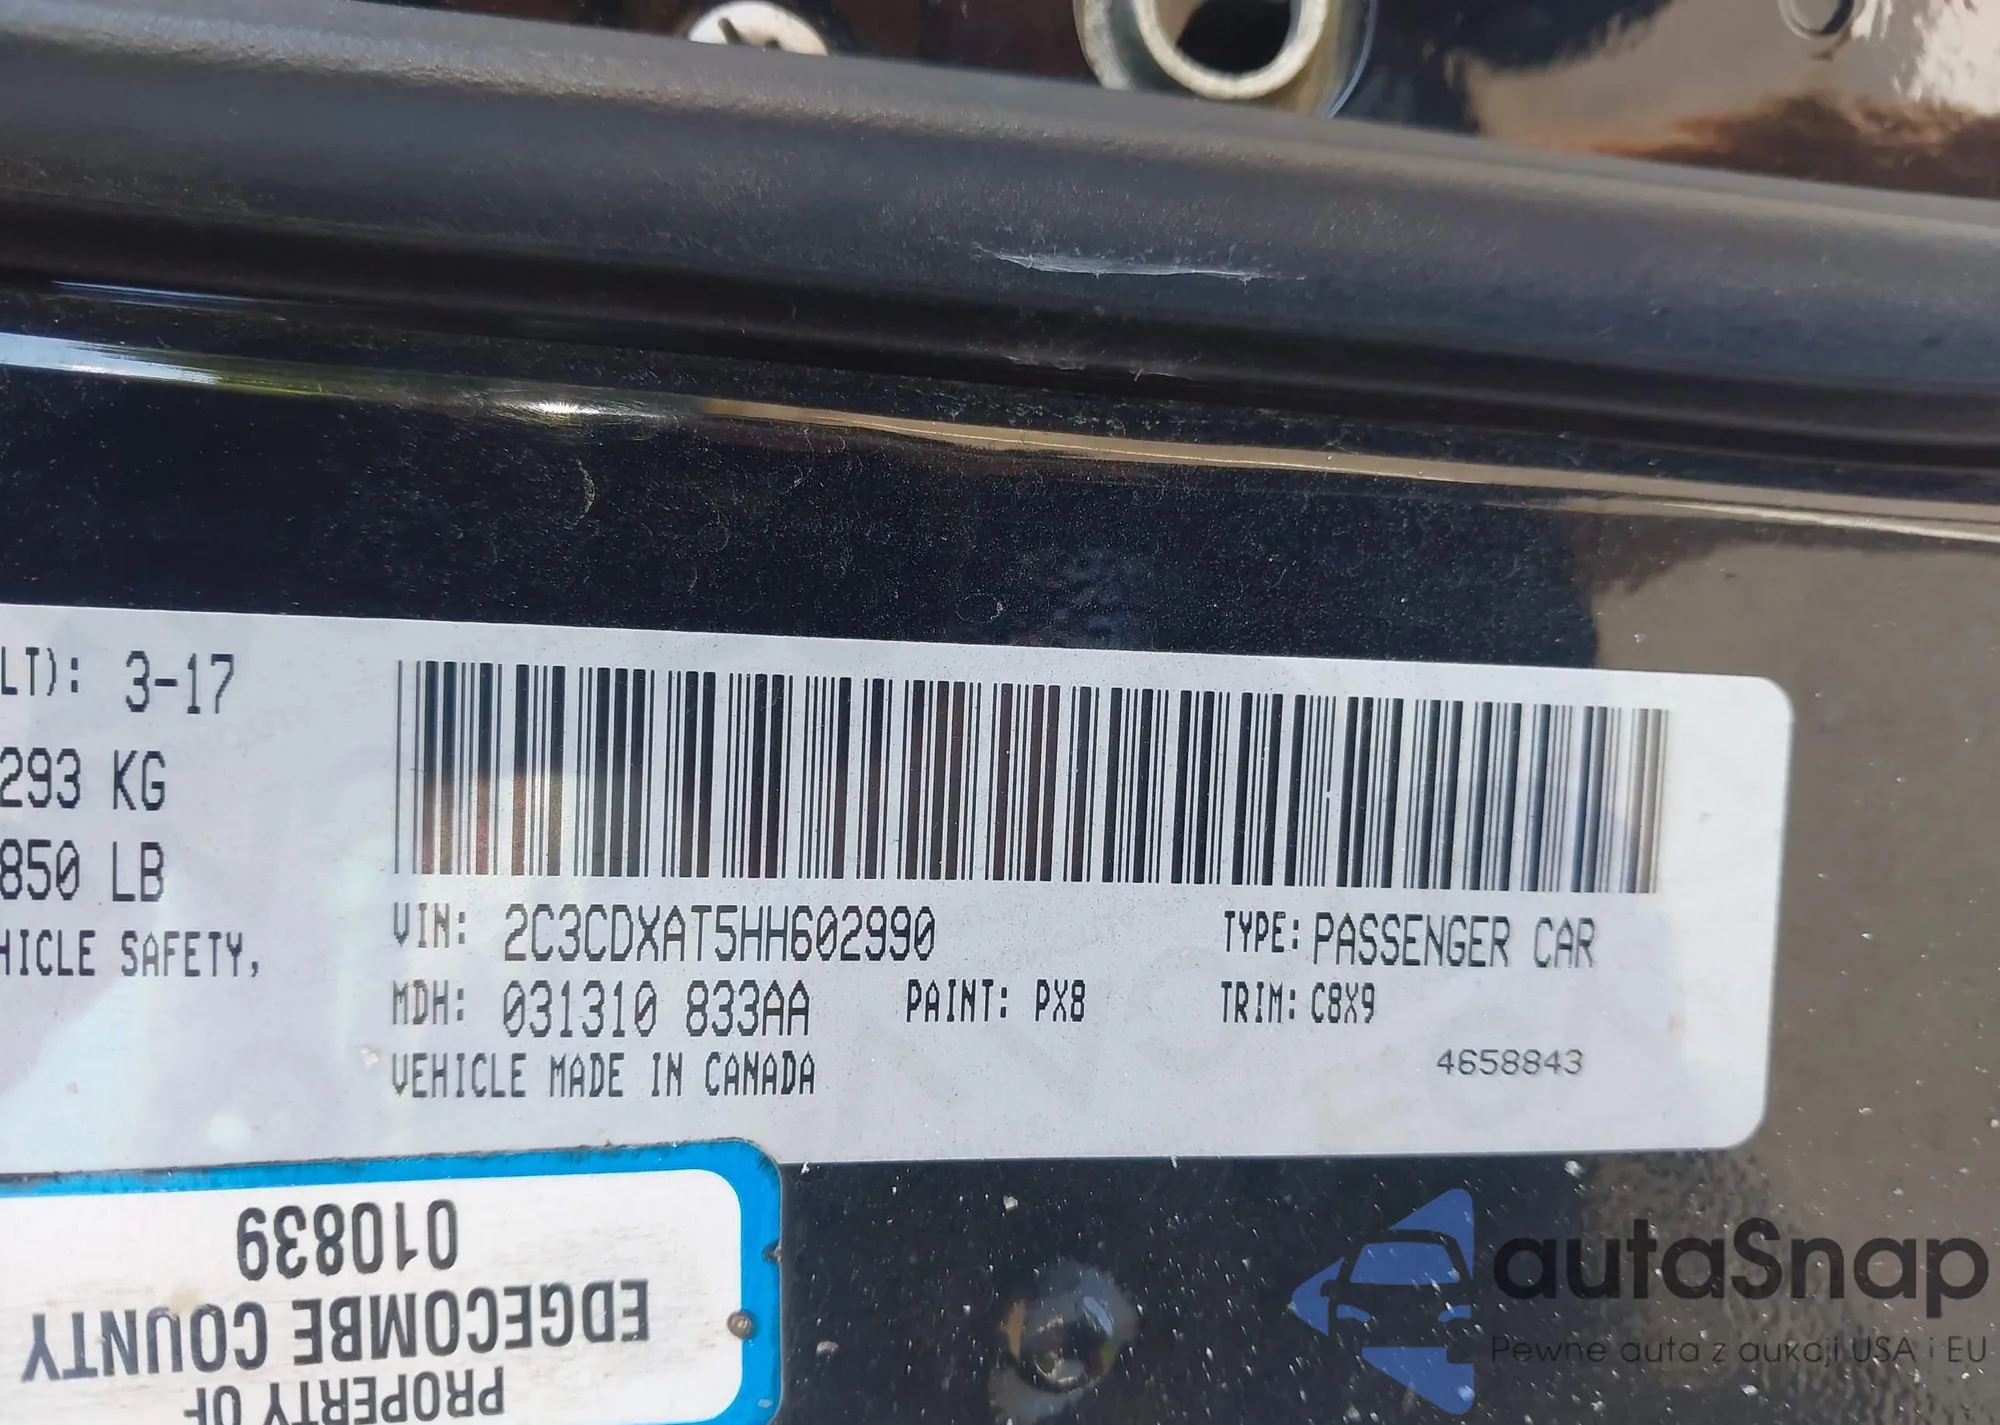 LT): 3-17
293 KG
850 LB
HICLE SAFETY,
VIN: 2C3CDXAT5HH602990 TYPE: PASSENGER CAR
MDH: 031310 833AA PAINT: PX8 TRIM: C8X9
VEHICLE MADE IN CANADA
4658843
PROPERTY OF
EDGECOMBE COUNTY
010839
autaSnap
Pewne auta z aukcji USA i EU